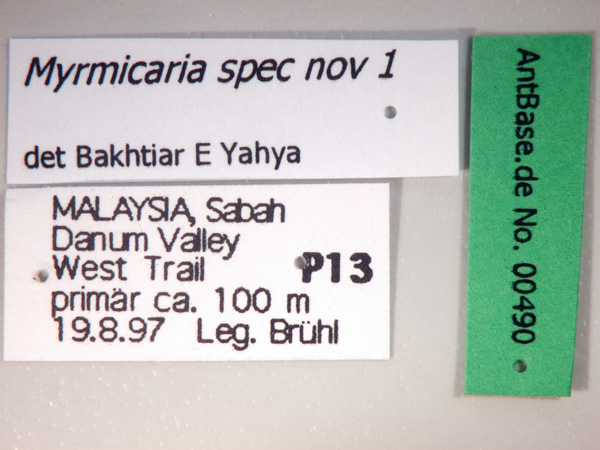 Myrmicaria spec nov 1
det Bakhtiar E Yahya
MALAYSIA, Sabah
Danum Valley
West Trail P13
primär ca. 100 m
19.8.97 Leg. Brühl
AntBase.de No. 00490